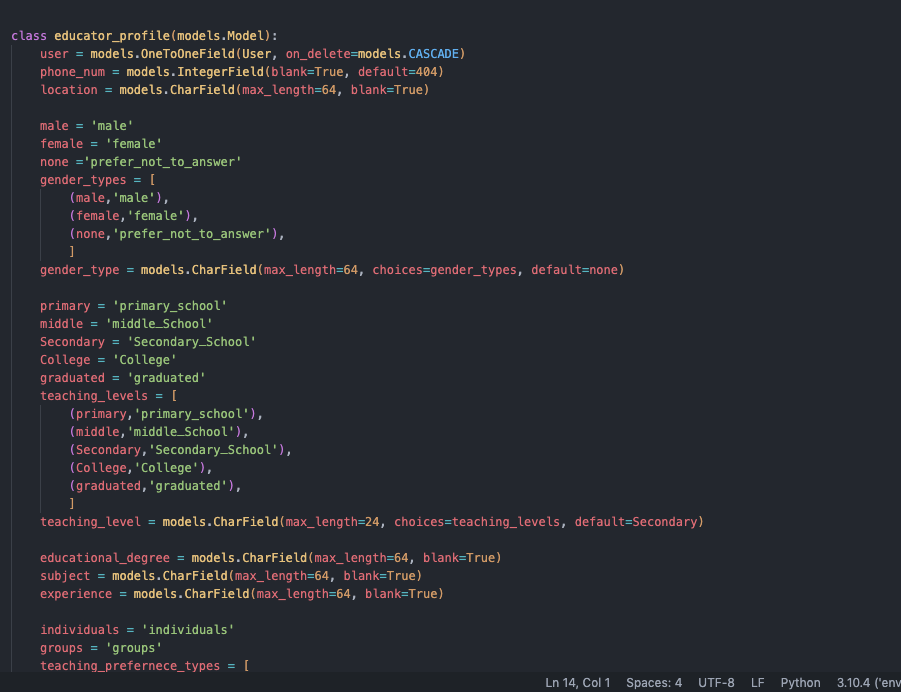 class educator_profile(models.Model):
    user = models.OneToOneField(User, on_delete=models.CASCADE)
    phone_num = models.IntegerField(blank=True, default=404)
    location = models.CharField(max_length=64, blank=True)

    male = 'male'
    female = 'female'
    none ='prefer_not_to_answer'
    gender_types = [
        (male,'male'),
        (female,'female'),
        (none,'prefer_not_to_answer'),
        ]
    gender_type = models.CharField(max_length=64, choices=gender_types, default=none)

    primary = 'primary_school'
    middle = 'middle_School'
    Secondary = 'Secondary_School'
    College = 'College'
    graduated = 'graduated'
    teaching_levels = [
        (primary,'primary_school'),
        (middle,'middle_School'),
        (Secondary,'Secondary_School'),
        (College,'College'),
        (graduated,'graduated'),
        ]
    teaching_level = models.CharField(max_length=24, choices=teaching_levels, default=Secondary)

    educational_degree = models.CharField(max_length=64, blank=True)
    subject = models.CharField(max_length=64, blank=True)
    experience = models.CharField(max_length=64, blank=True)

    individuals = 'individuals'
    groups = 'groups'
    teaching_prefernece_types = [
Ln 14, Col 1 Spaces: 4 UTF-8 LF Python 3.10.4 ('env